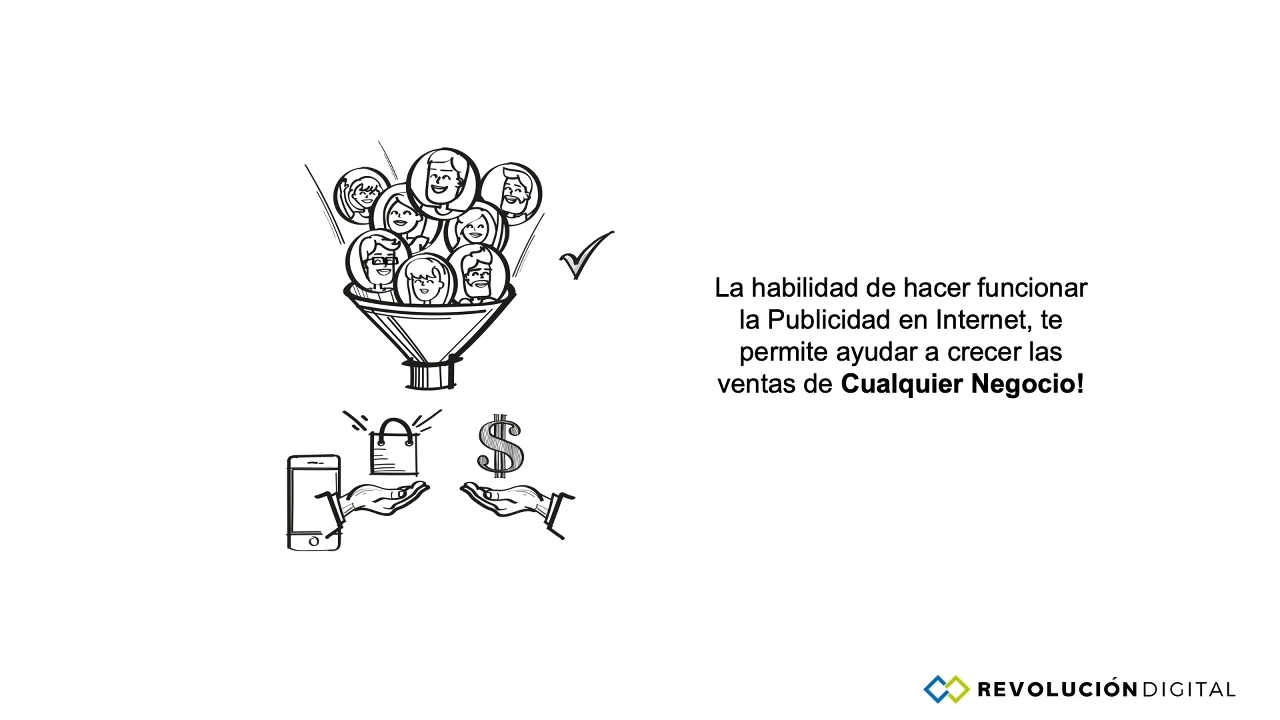 La habilidad de hacer funcionar
la Publicidad en Internet, te
permite ayudar a crecer las
ventas de Cualquier Negocio!
$
REVOLUCIÓN DIGITAL